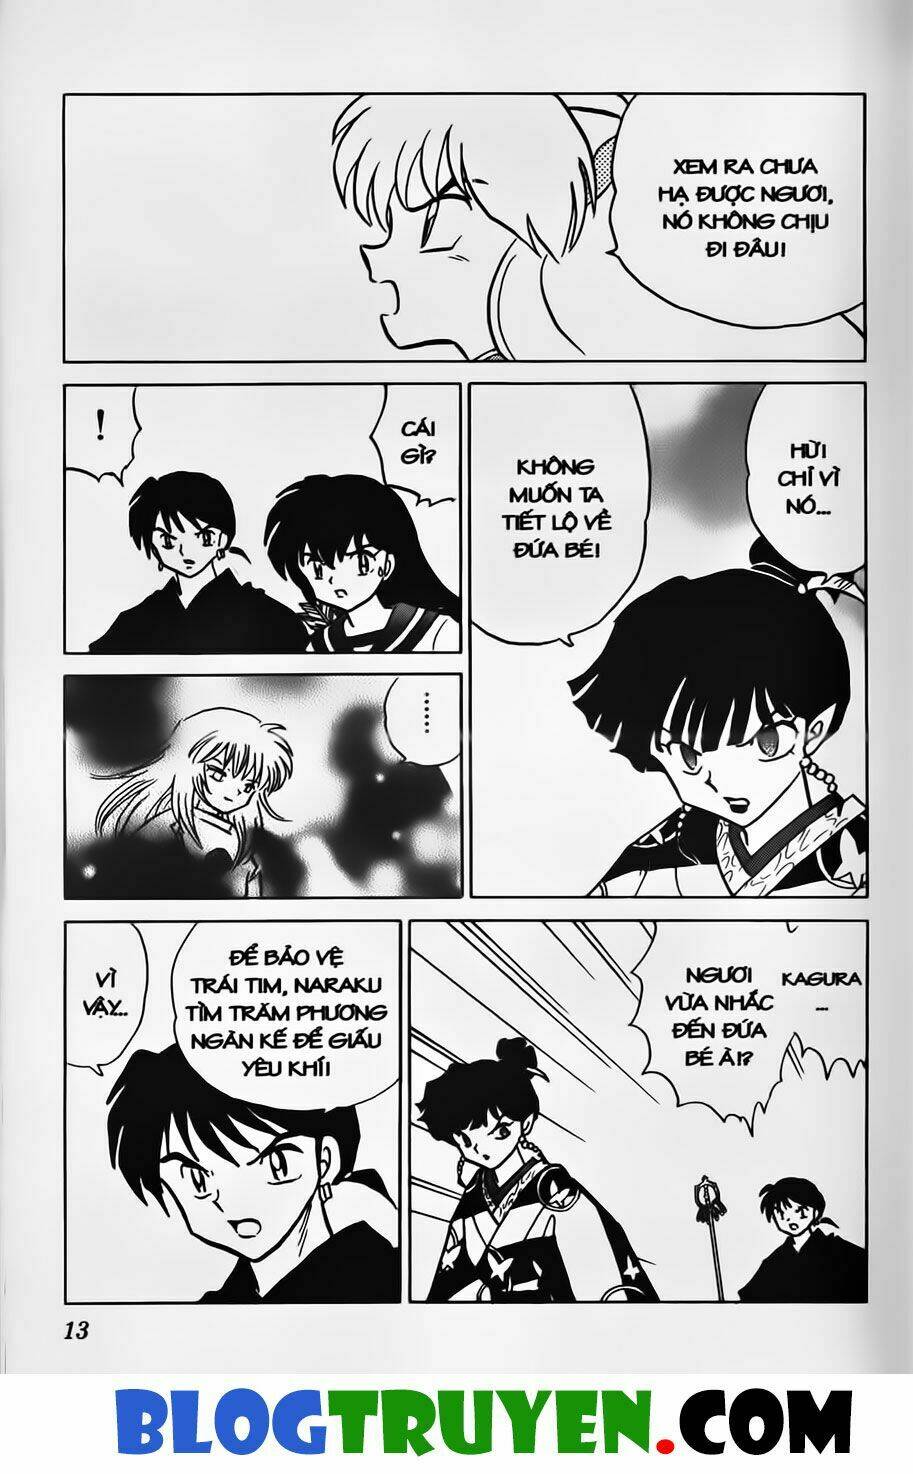 XEM RA CHƯA
HẠ ĐƯỢC NGƯƠI,
NÓ KHÔNG CHỊU
ĐI ĐÂU!
HỪ!
CHỈ VÌ
NÓ...
KHÔNG
MUỐN TA
TIẾT LỘ VỀ
ĐỨA BÉ!
CÁI
GÌ?
!
........
KAGURA
...
NGƯƠI
VỪA NHẮC
ĐẾN ĐỨA
BÉ ÀI?
ĐỂ BẢO VỆ
TRÁI TIM, NARAKU
TÌM TRĂM PHƯƠNG
NGÀN KẾ ĐỂ GIẤU
YÊU KHÍ!
VÌ
VẬY...
13
BLOGTRUYEN.COM